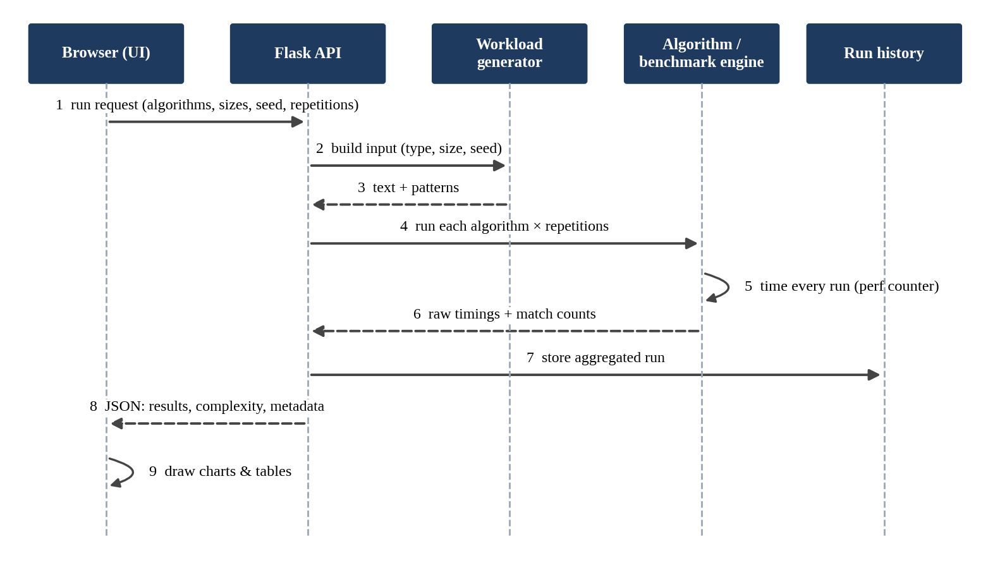 Browser (UI)
Flask API
Workload
generator
Algorithm /
benchmark engine
Run history
1 run request (algorithms, sizes, seed, repetitions)
2 build input (type, size, seed)
3 text + patterns
4 run each algorithm × repetitions
5 time every run (perf counter)
6 raw timings + match counts
7 store aggregated run
8 JSON: results, complexity, metadata
9 draw charts & tables